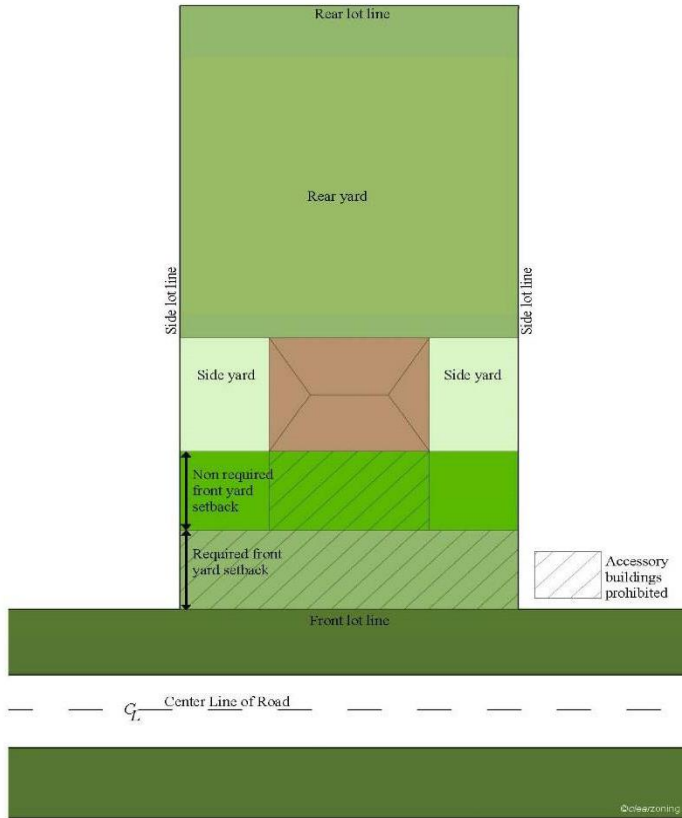 Rear lot line
Rear yard
Side lot line
Side lot line
Side yard
Side yard
Non required
front yard
setback
Required front
yard setback
Accessory
buildings
prohibited
Front lot line
CL
Center Line of Road
©clearzoning